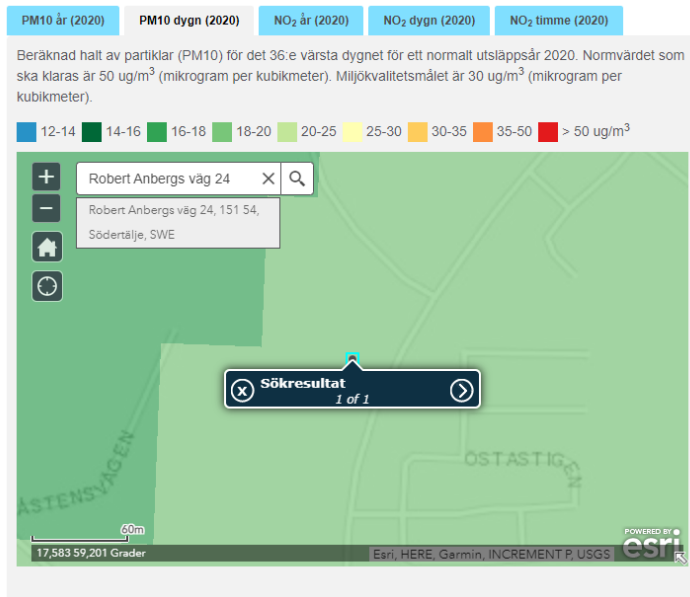 PM10 år (2020) PM10 dygn (2020) NO₂ år (2020) NO₂ dygn (2020) NO₂ timme (2020)
Beräknad halt av partiklar (PM10) för det 36:e värsta dygnet för ett normalt utsläppsår 2020. Normvärdet som
ska klaras är 50 ug/m³ (mikrogram per kubikmeter). Miljökvalitetsmålet är 30 ug/m³ (mikrogram per
kubikmeter).
12-14 14-16 16-18 18-20 20-25 25-30 30-35 35-50 > 50 ug/m³
+
Robert Anbergs väg 24
−
Robert Anbergs väg 24, 151 54,
Södertälje, SWE
Sökresultat
1 of 1
ÖSTASTIGEN
ÅSTENSVÄGEN
60m
POWERED BY
esri
17,583 59,201 Grader
Esri, HERE, Garmin, INCREMENT P, USGS